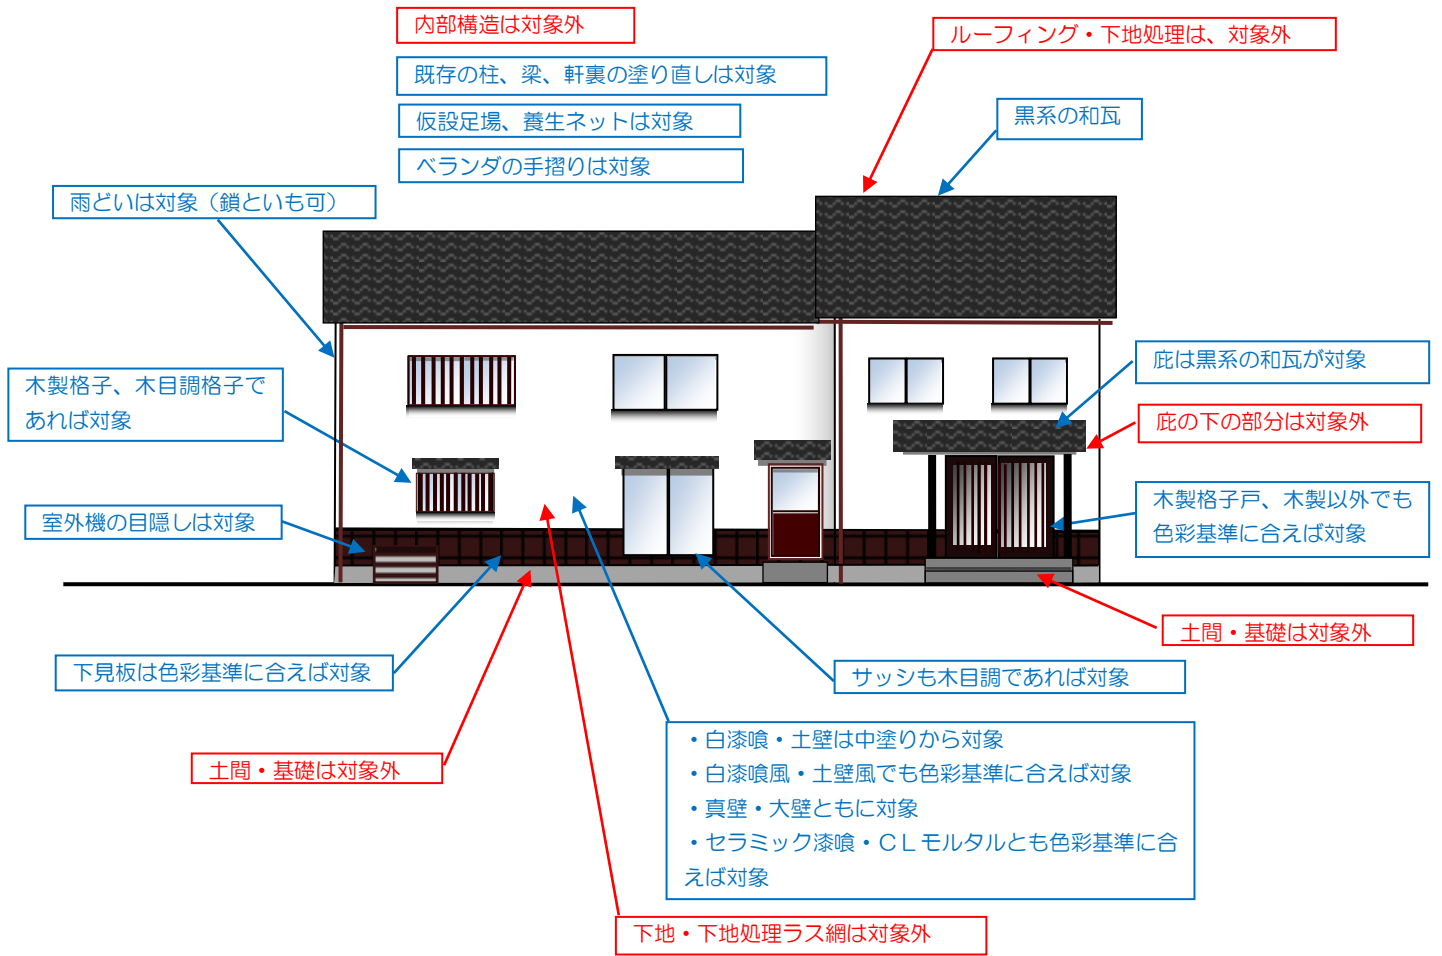 内部構造は対象外
ルーフィング・下地処理は、対象外
既存の柱、梁、軒裏の塗り直しは対象
黒系の和瓦
仮設足場、養生ネットは対象
ベランダの手摺りは対象
雨どいは対象（鎖といも可）
庇は黒系の和瓦が対象
木製格子、木目調格子で
あれば対象
庇の下の部分は対象外
木製格子戸、木製以外でも
色彩基準に合えば対象
室外機の目隠しは対象
土間・基礎は対象外
下見板は色彩基準に合えば対象
サッシも木目調であれば対象
土間・基礎は対象外
・白漆喰・土壁は中塗りから対象
・白漆喰風・土壁風でも色彩基準に合えば対象
・真壁・大壁ともに対象
・セラミック漆喰・ＣＬモルタルとも色彩基準に合
えば対象
下地・下地処理ラス網は対象外